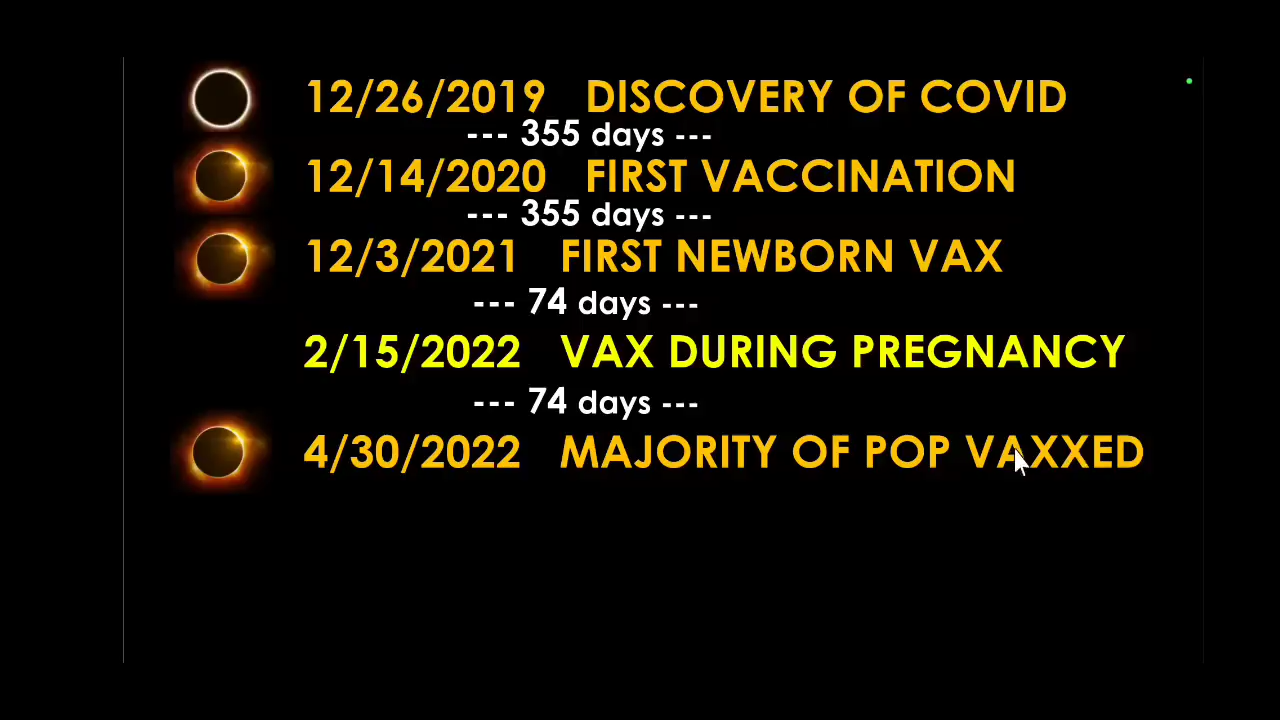 12/26/2019 DISCOVERY OF COVID
--- 355 days ---
12/14/2020 FIRST VACCINATION
--- 355 days ---
12/3/2021 FIRST NEWBORN VAX
--- 74 days ---
2/15/2022 VAX DURING PREGNANCY
--- 74 days ---
4/30/2022 MAJORITY OF POP VAXXED